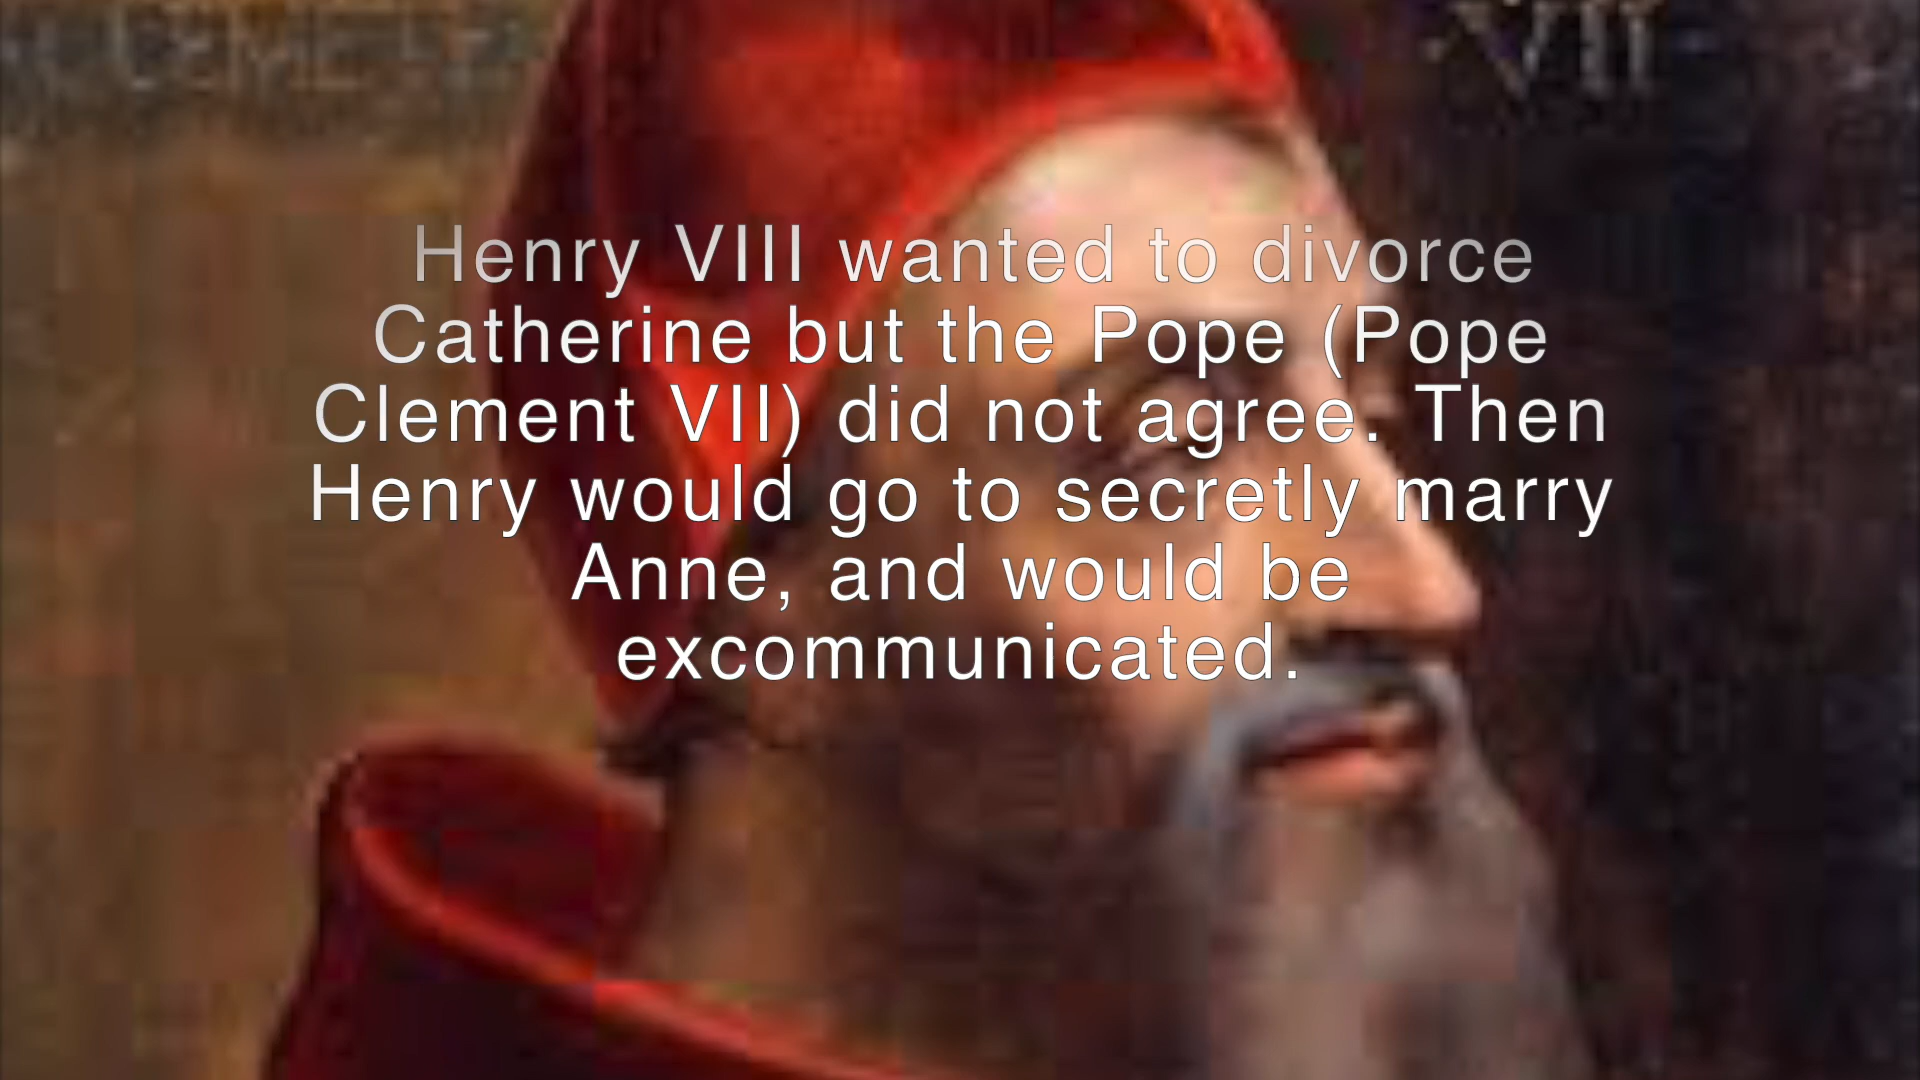 VII
Henry VIII wanted to divorce
Catherine but the Pope (Pope
Clement VII) did not agree. Then
Henry would go to secretly marry
Anne, and would be
excommunicated.